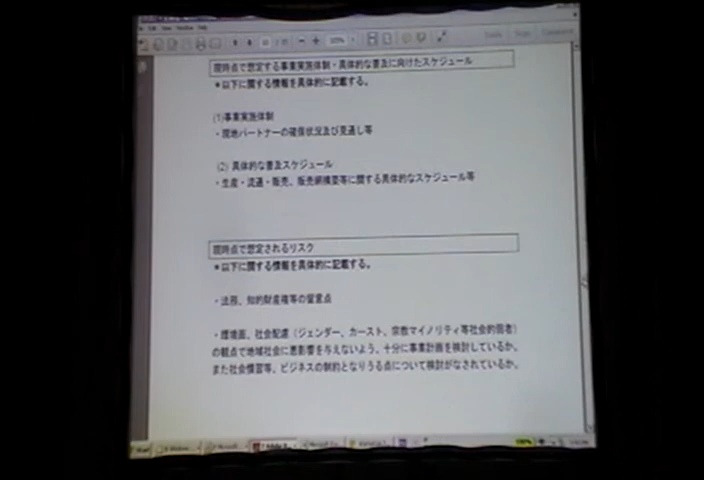 現時点で想定する事業実施体制・具体的な普及に向けたスケジュール
＊以下に関する情報を具体的に記載する。
(1)事業実施体制
・現地パートナーの確保状況及び見通し等
(2) 具体的な普及スケジュール
・生産・流通・販売、販売網構築等に関する具体的なスケジュール等
現時点で想定されるリスク
＊以下に関する情報を具体的に記載する。
・法務、知的財産権等の留意点
・環境面、社会配慮（ジェンダー、カースト、宗教マイノリティ等社会的弱者）
の観点で地域社会に悪影響を与えないよう、十分に事業計画を検討しているか、
また社会慣習等、ビジネスの制約となりうる点について検討がなされているか。